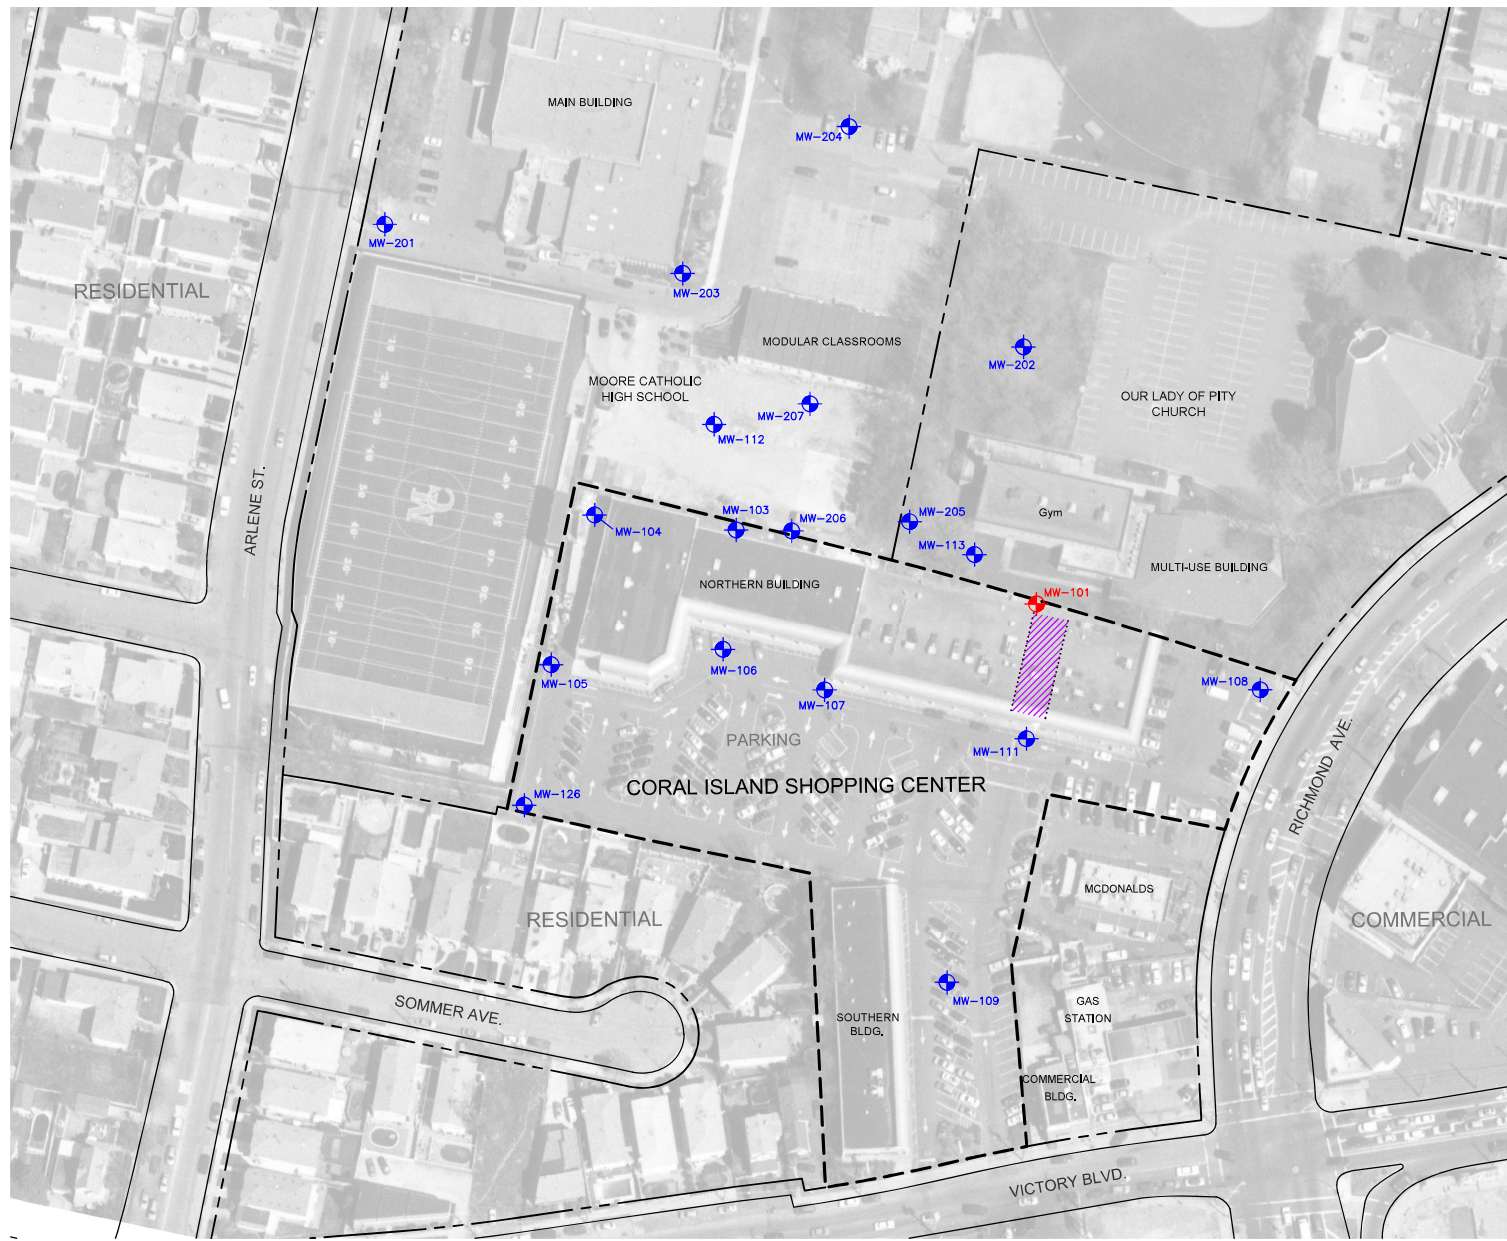 MAIN BUILDING
MW-204
MW-201
RESIDENTIAL
MW-203
MODULAR CLASSROOMS
MW-202
MOORE CATHOLIC
HIGH SCHOOL
OUR LADY OF PITY
CHURCH
MW-207
MW-112
ARLENE ST.
MW-103
MW-206
MW-205
Gym
MW-104
MW-113
NORTHERN BUILDING
MULTI-USE BUILDING
MW-101
MW-105
MW-106
MW-107
MW-108
PARKING
MW-111
CORAL ISLAND SHOPPING CENTER
MW-126
RICHMOND AVE.
MCDONALDS
RESIDENTIAL
COMMERCIAL
SOMMER AVE.
MW-109
GAS
STATION
SOUTHERN
BLDG.
COMMERCIAL
BLDG.
VICTORY BLVD.